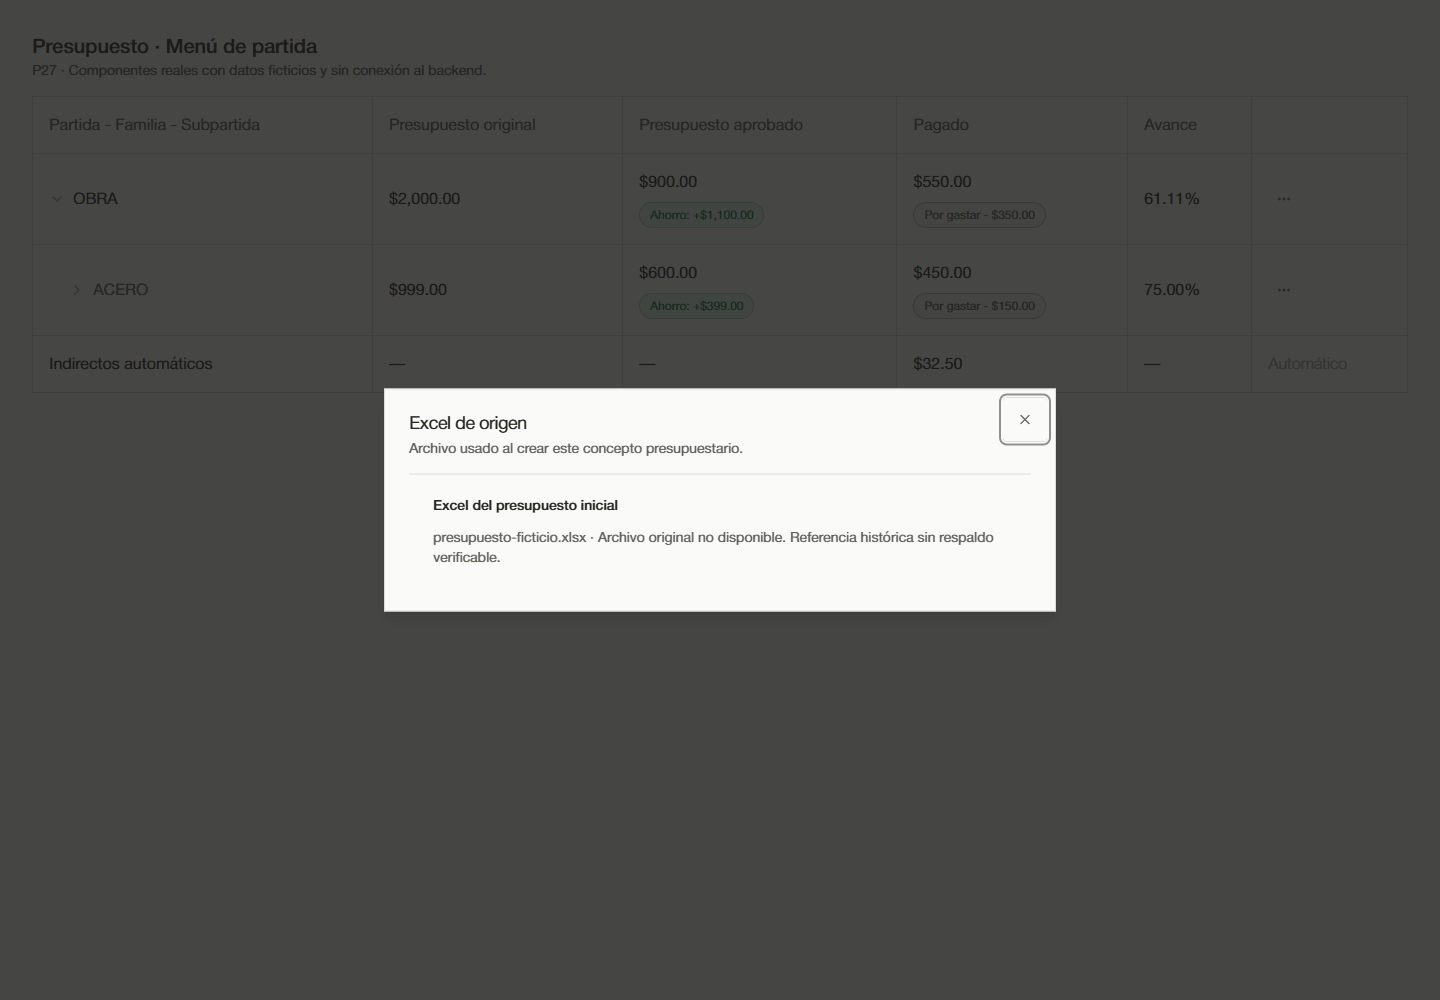 Presupuesto · Menú de partida
P27 · Componentes reales con datos ficticios y sin conexión al backend.
Partida - Familia - Subpartida Presupuesto original Presupuesto aprobado Pagado Avance
OBRA $2,000.00 $900.00 $550.00 61.11% ···
Ahorro: +$1,100.00 Por gastar - $350.00
ACERO $999.00 $600.00 $450.00 75.00% ···
Ahorro: +$399.00 Por gastar - $150.00
Indirectos automáticos — — $32.50 — Automático
Excel de origen
Archivo usado al crear este concepto presupuestario.
Excel del presupuesto inicial
presupuesto-ficticio.xlsx · Archivo original no disponible. Referencia histórica sin respaldo
verificable.